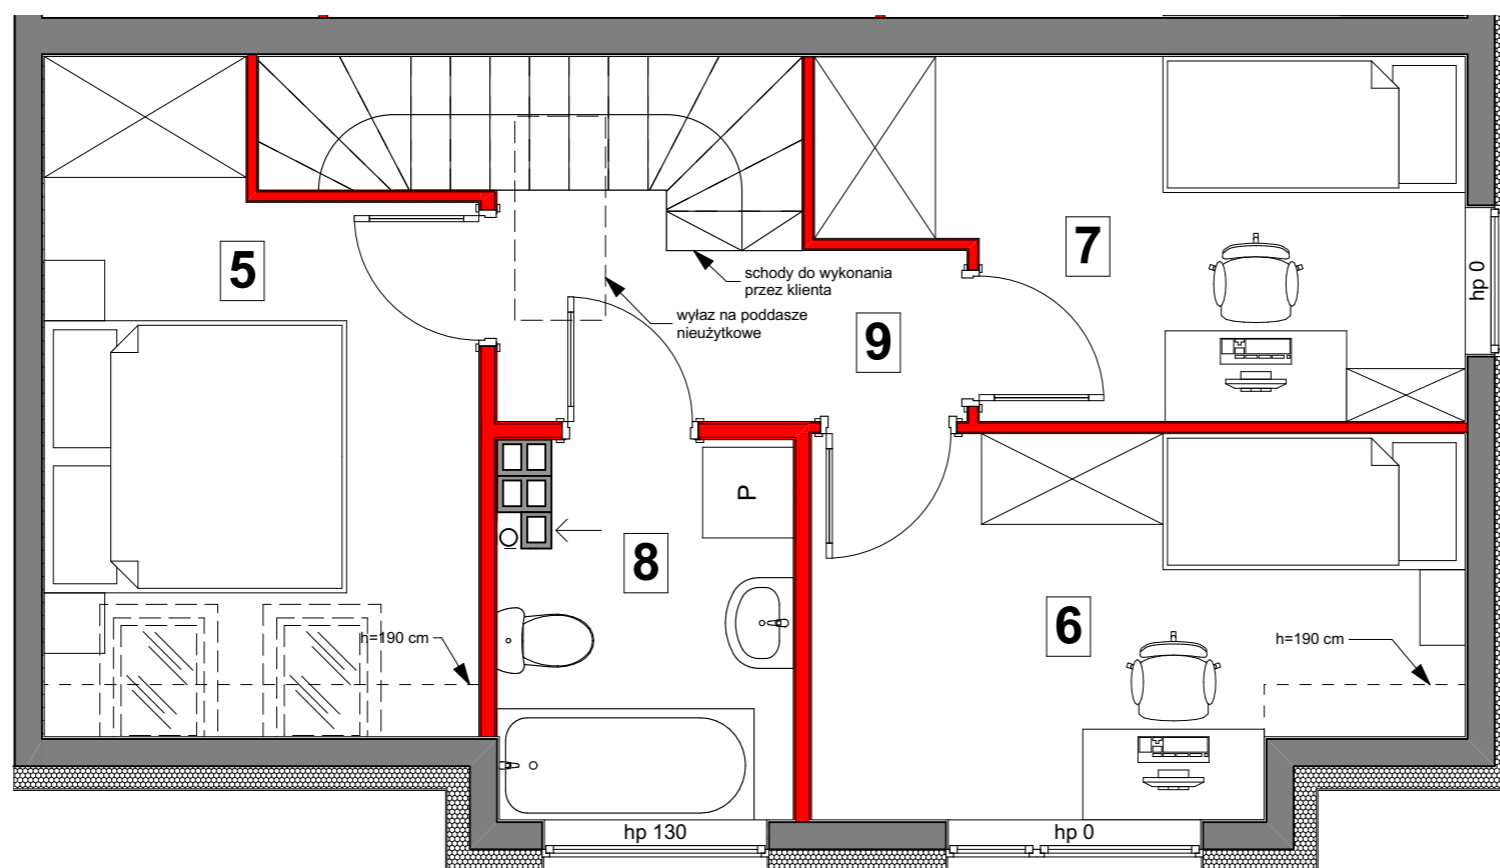 5
7
hp 0
schody do wykonania
przez klienta
wyłaz na poddasze
nieużytkowe
9
P
8
6
h=190 cm
h=190 cm
hp 130
hp 0